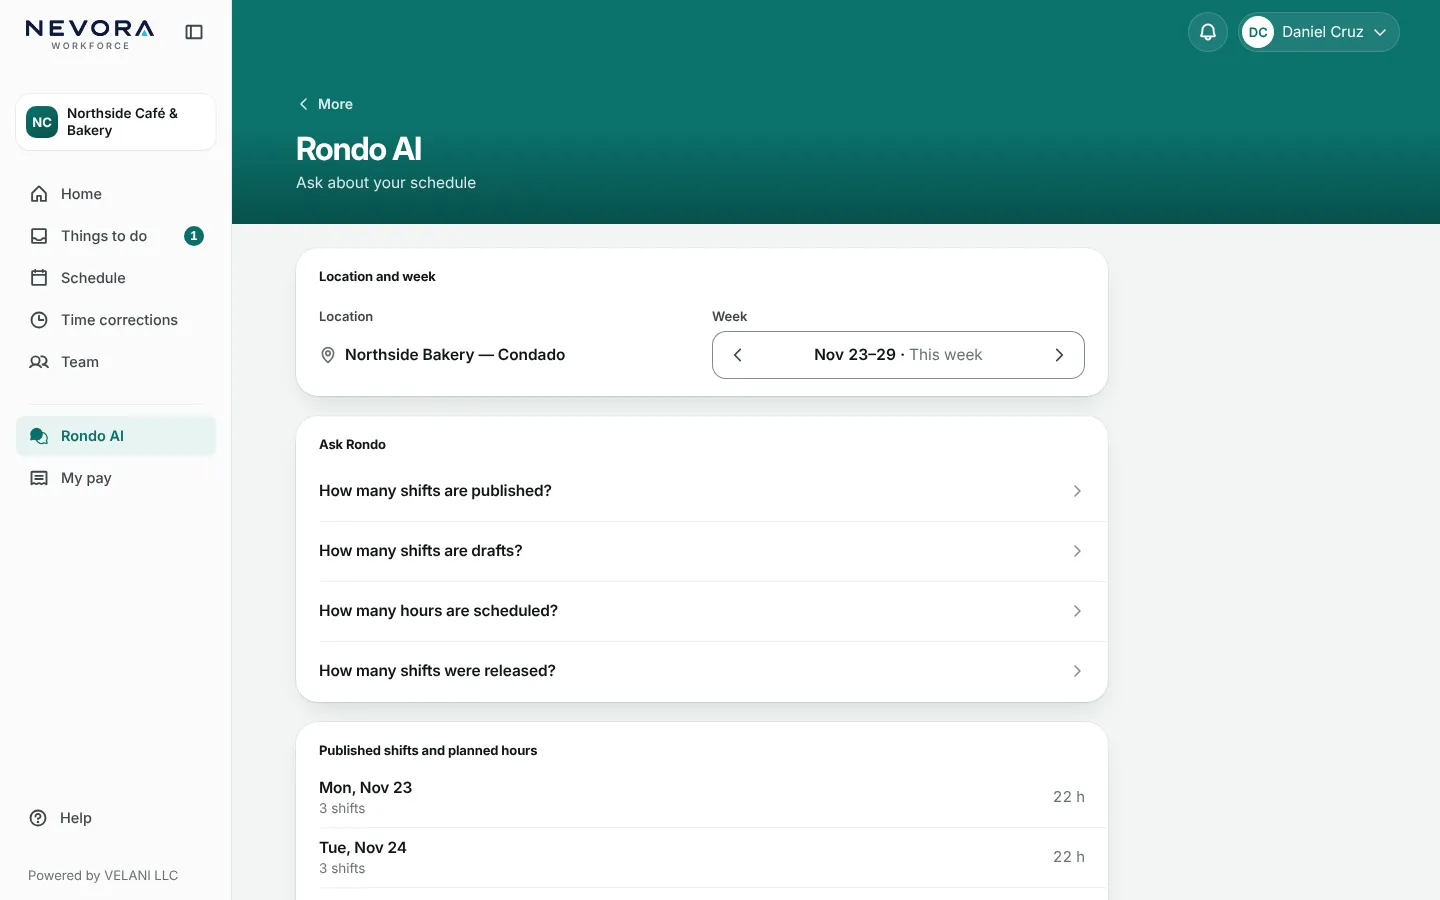 NEVORA
WORKFORCE
NC
Northside Café &
Bakery
Home
Things to do
1
Schedule
Time corrections
Team
Rondo AI
My pay
Help
Powered by VELANI LLC
DC
Daniel Cruz
More
Rondo AI
Ask about your schedule
Location and week
Location
Week
Northside Bakery — Condado
Nov 23–29 · This week
Ask Rondo
How many shifts are published?
How many shifts are drafts?
How many hours are scheduled?
How many shifts were released?
Published shifts and planned hours
Mon, Nov 23
3 shifts
22 h
Tue, Nov 24
3 shifts
22 h